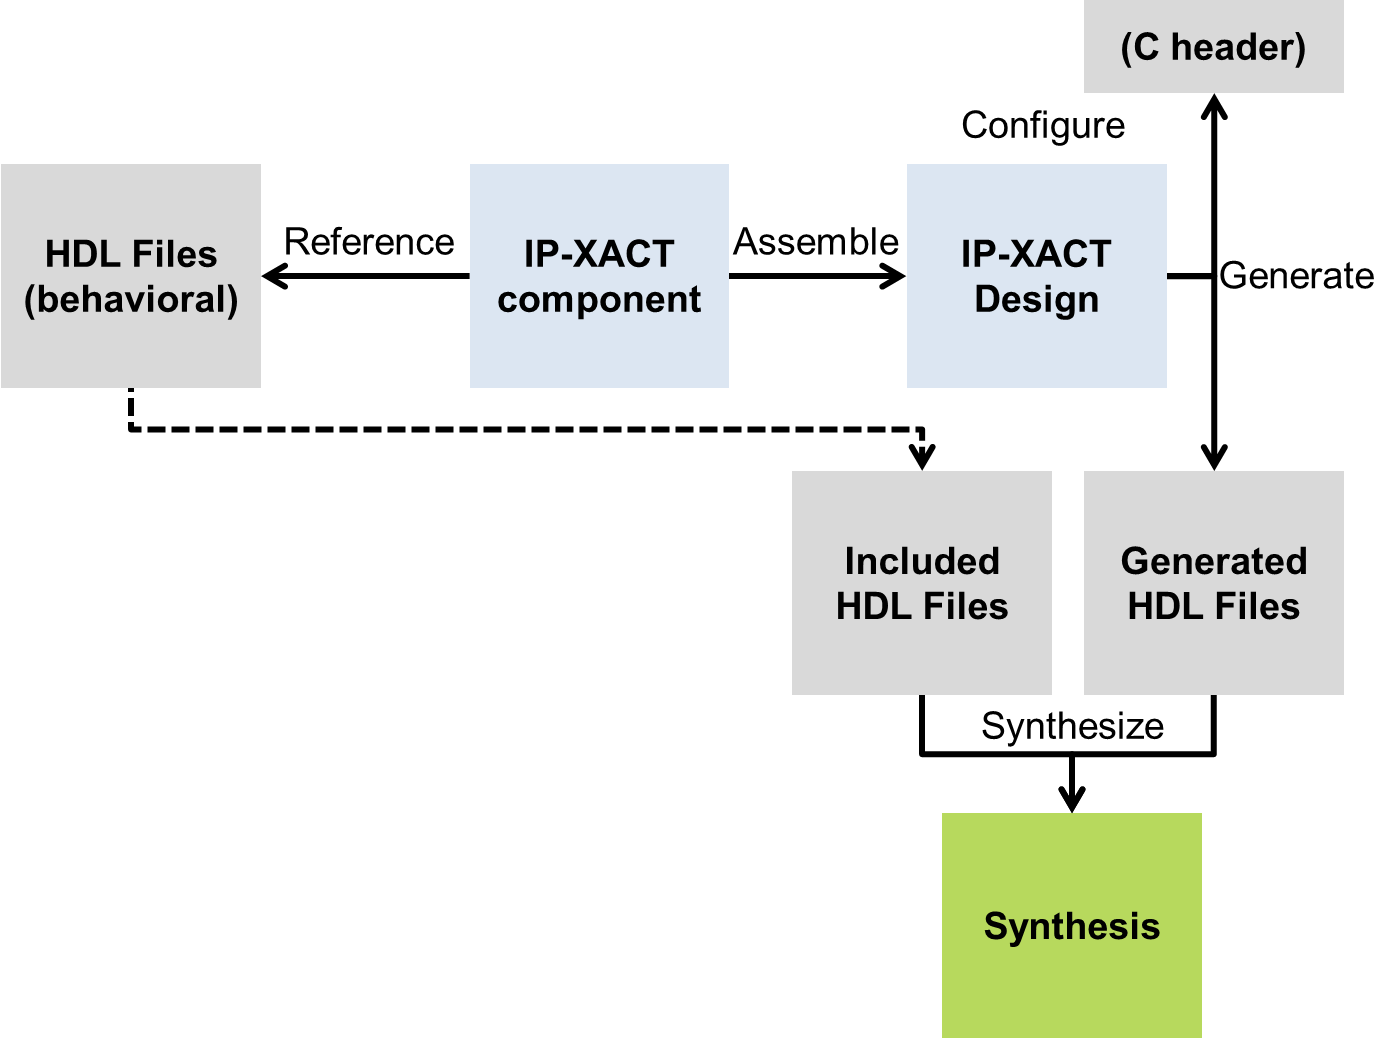 (C header)
Configure
HDL Files
(behavioral)
Reference
IP-XACT
component
Assemble
IP-XACT
Design
Generate
Included
HDL Files
Generated
HDL Files
Synthesize
Synthesis